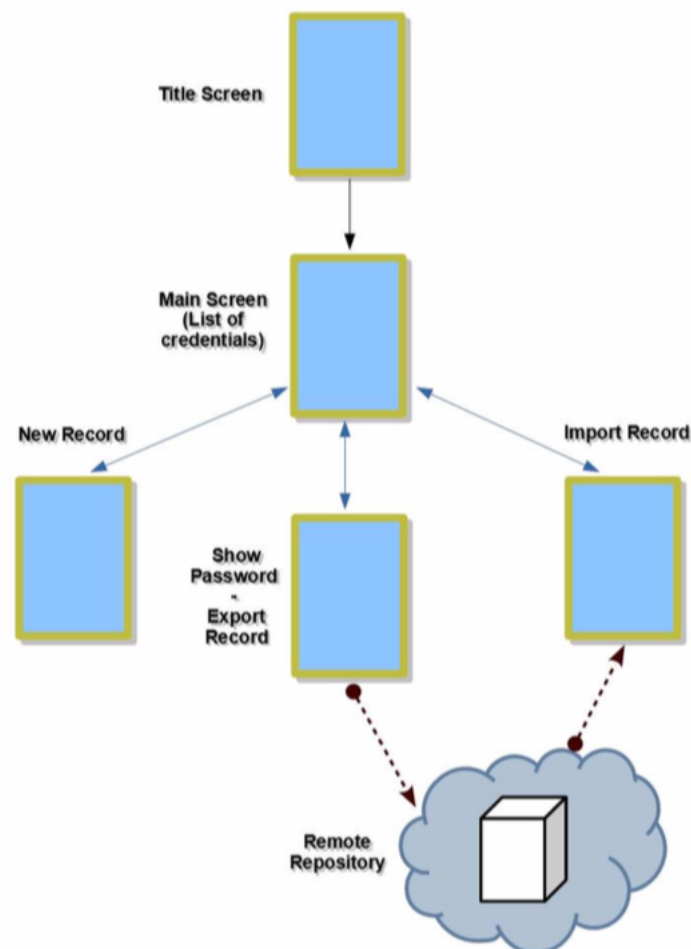 Title Screen
Main Screen
(List of
credentials)
New Record
Import Record
Show
Password
-
Export
Record
Remote
Repository